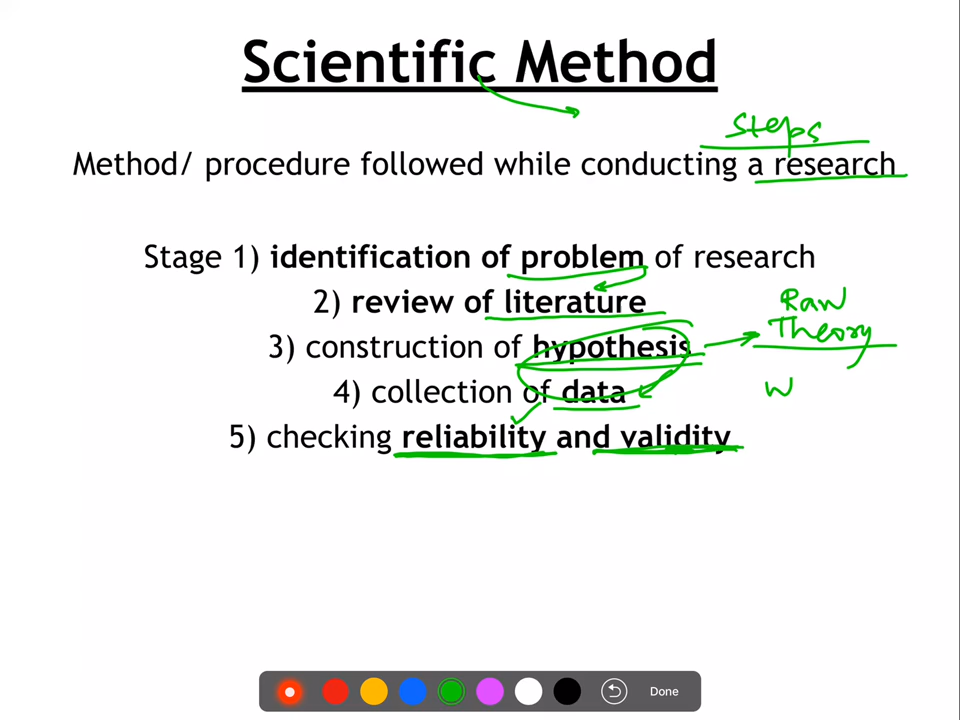 Scientific Method
Steps
Method/ procedure followed while conducting a research
Stage 1) identification of problem of research
2) review of literature
3) construction of hypothesis
Raw
Theory
4) collection of data
W
5) checking reliability and validity
Done